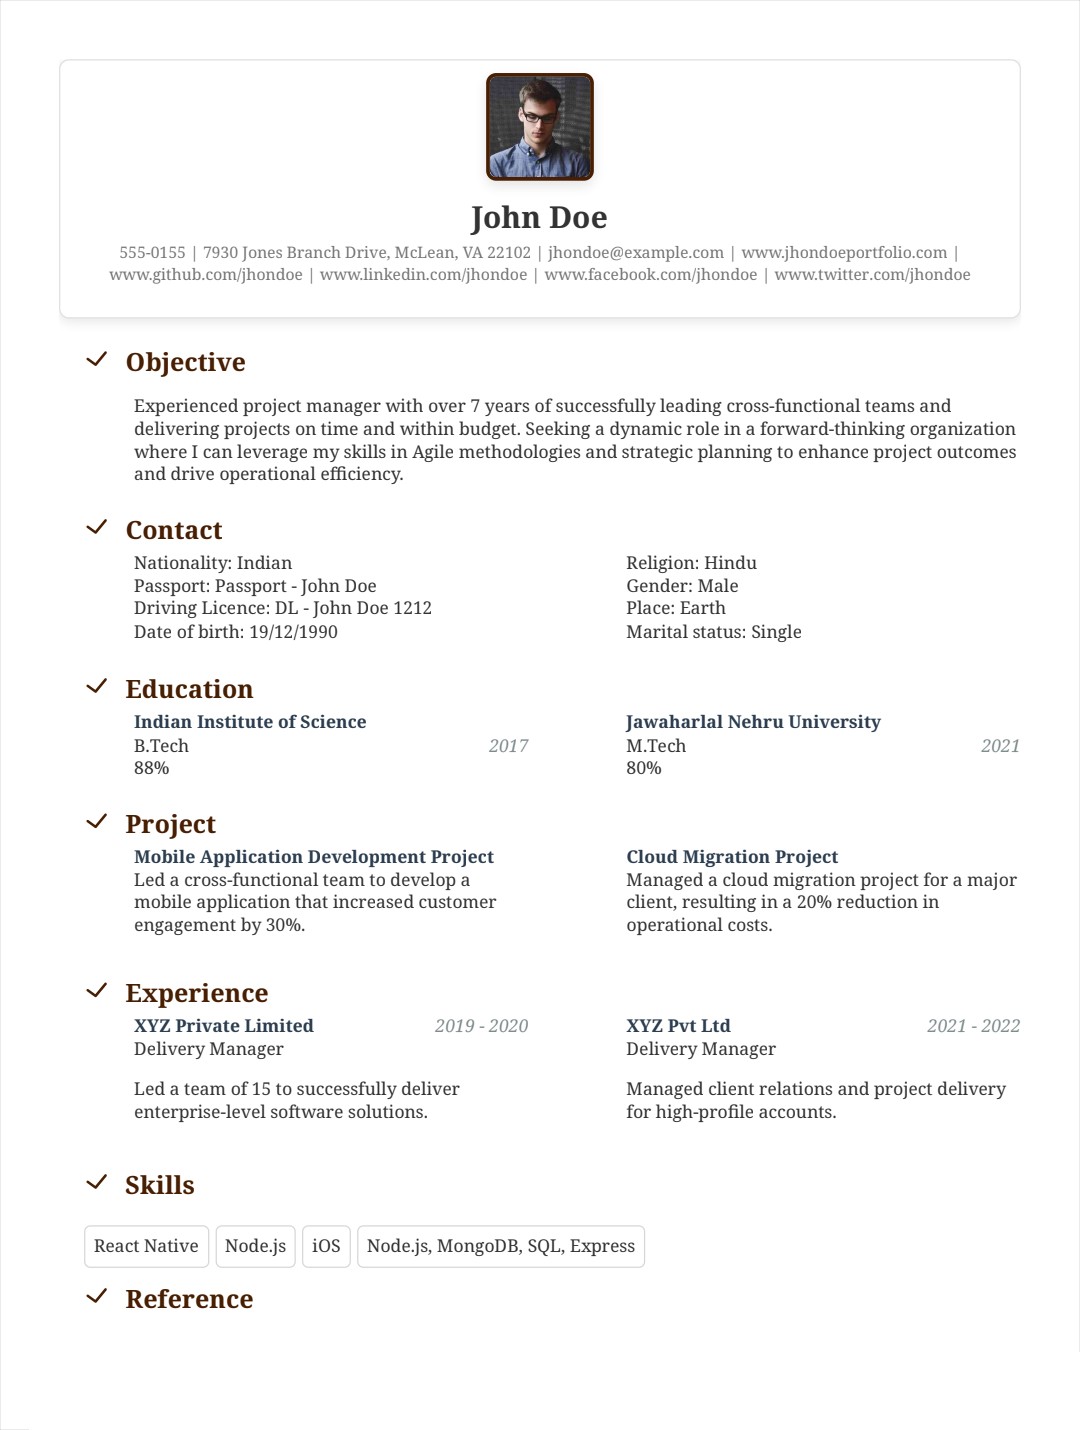 John Doe
555-0155 | 7930 Jones Branch Drive, McLean, VA 22102 | jhondoe@example.com | www.jhondoeportfolio.com |
www.github.com/jhondoe | www.linkedin.com/jhondoe | www.facebook.com/jhondoe | www.twitter.com/jhondoe
Objective
Experienced project manager with over 7 years of successfully leading cross-functional teams and
delivering projects on time and within budget. Seeking a dynamic role in a forward-thinking organization
where I can leverage my skills in Agile methodologies and strategic planning to enhance project outcomes
and drive operational efficiency.
Contact
Nationality: Indian
Passport: Passport - John Doe
Driving Licence: DL - John Doe 1212
Date of birth: 19/12/1990
Religion: Hindu
Gender: Male
Place: Earth
Marital status: Single
Education
Indian Institute of Science
B.Tech 2017
88%
Jawaharlal Nehru University
M.Tech 2021
80%
Project
Mobile Application Development Project
Led a cross-functional team to develop a
mobile application that increased customer
engagement by 30%.
Cloud Migration Project
Managed a cloud migration project for a major
client, resulting in a 20% reduction in
operational costs.
Experience
XYZ Private Limited 2019 - 2020
Delivery Manager
Led a team of 15 to successfully deliver
enterprise-level software solutions.
XYZ Pvt Ltd 2021 - 2022
Delivery Manager
Managed client relations and project delivery
for high-profile accounts.
Skills
React Native Node.js iOS Node.js, MongoDB, SQL, Express
Reference